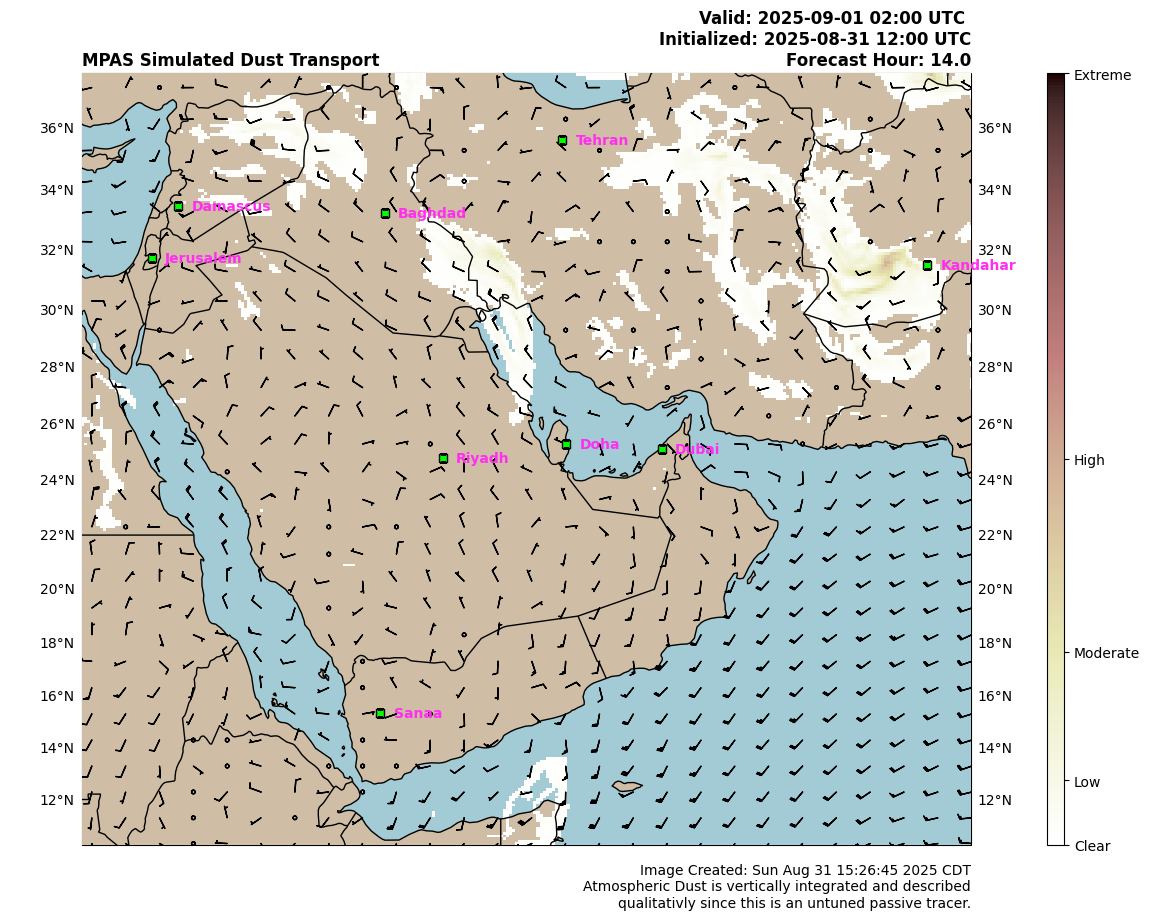 Valid: 2025-09-01 02:00 UTC
Initialized: 2025-08-31 12:00 UTC
MPAS Simulated Dust Transport
Forecast Hour: 14.0
Extreme
36°N
Tehran
36°N
34°N
Damascus
Baghdad
34°N
32°N
Jerusalem
32°N
Kandahar
30°N
30°N
28°N
28°N
26°N
26°N
Doha
Dubai
Riyadh
High
24°N
24°N
22°N
22°N
20°N
20°N
18°N
18°N
Moderate
16°N
16°N
Sanaa
14°N
14°N
Low
12°N
12°N
Clear
Image Created: Sun Aug 31 15:26:45 2025 CDT
Atmospheric Dust is vertically integrated and described
qualitativly since this is an untuned passive tracer.